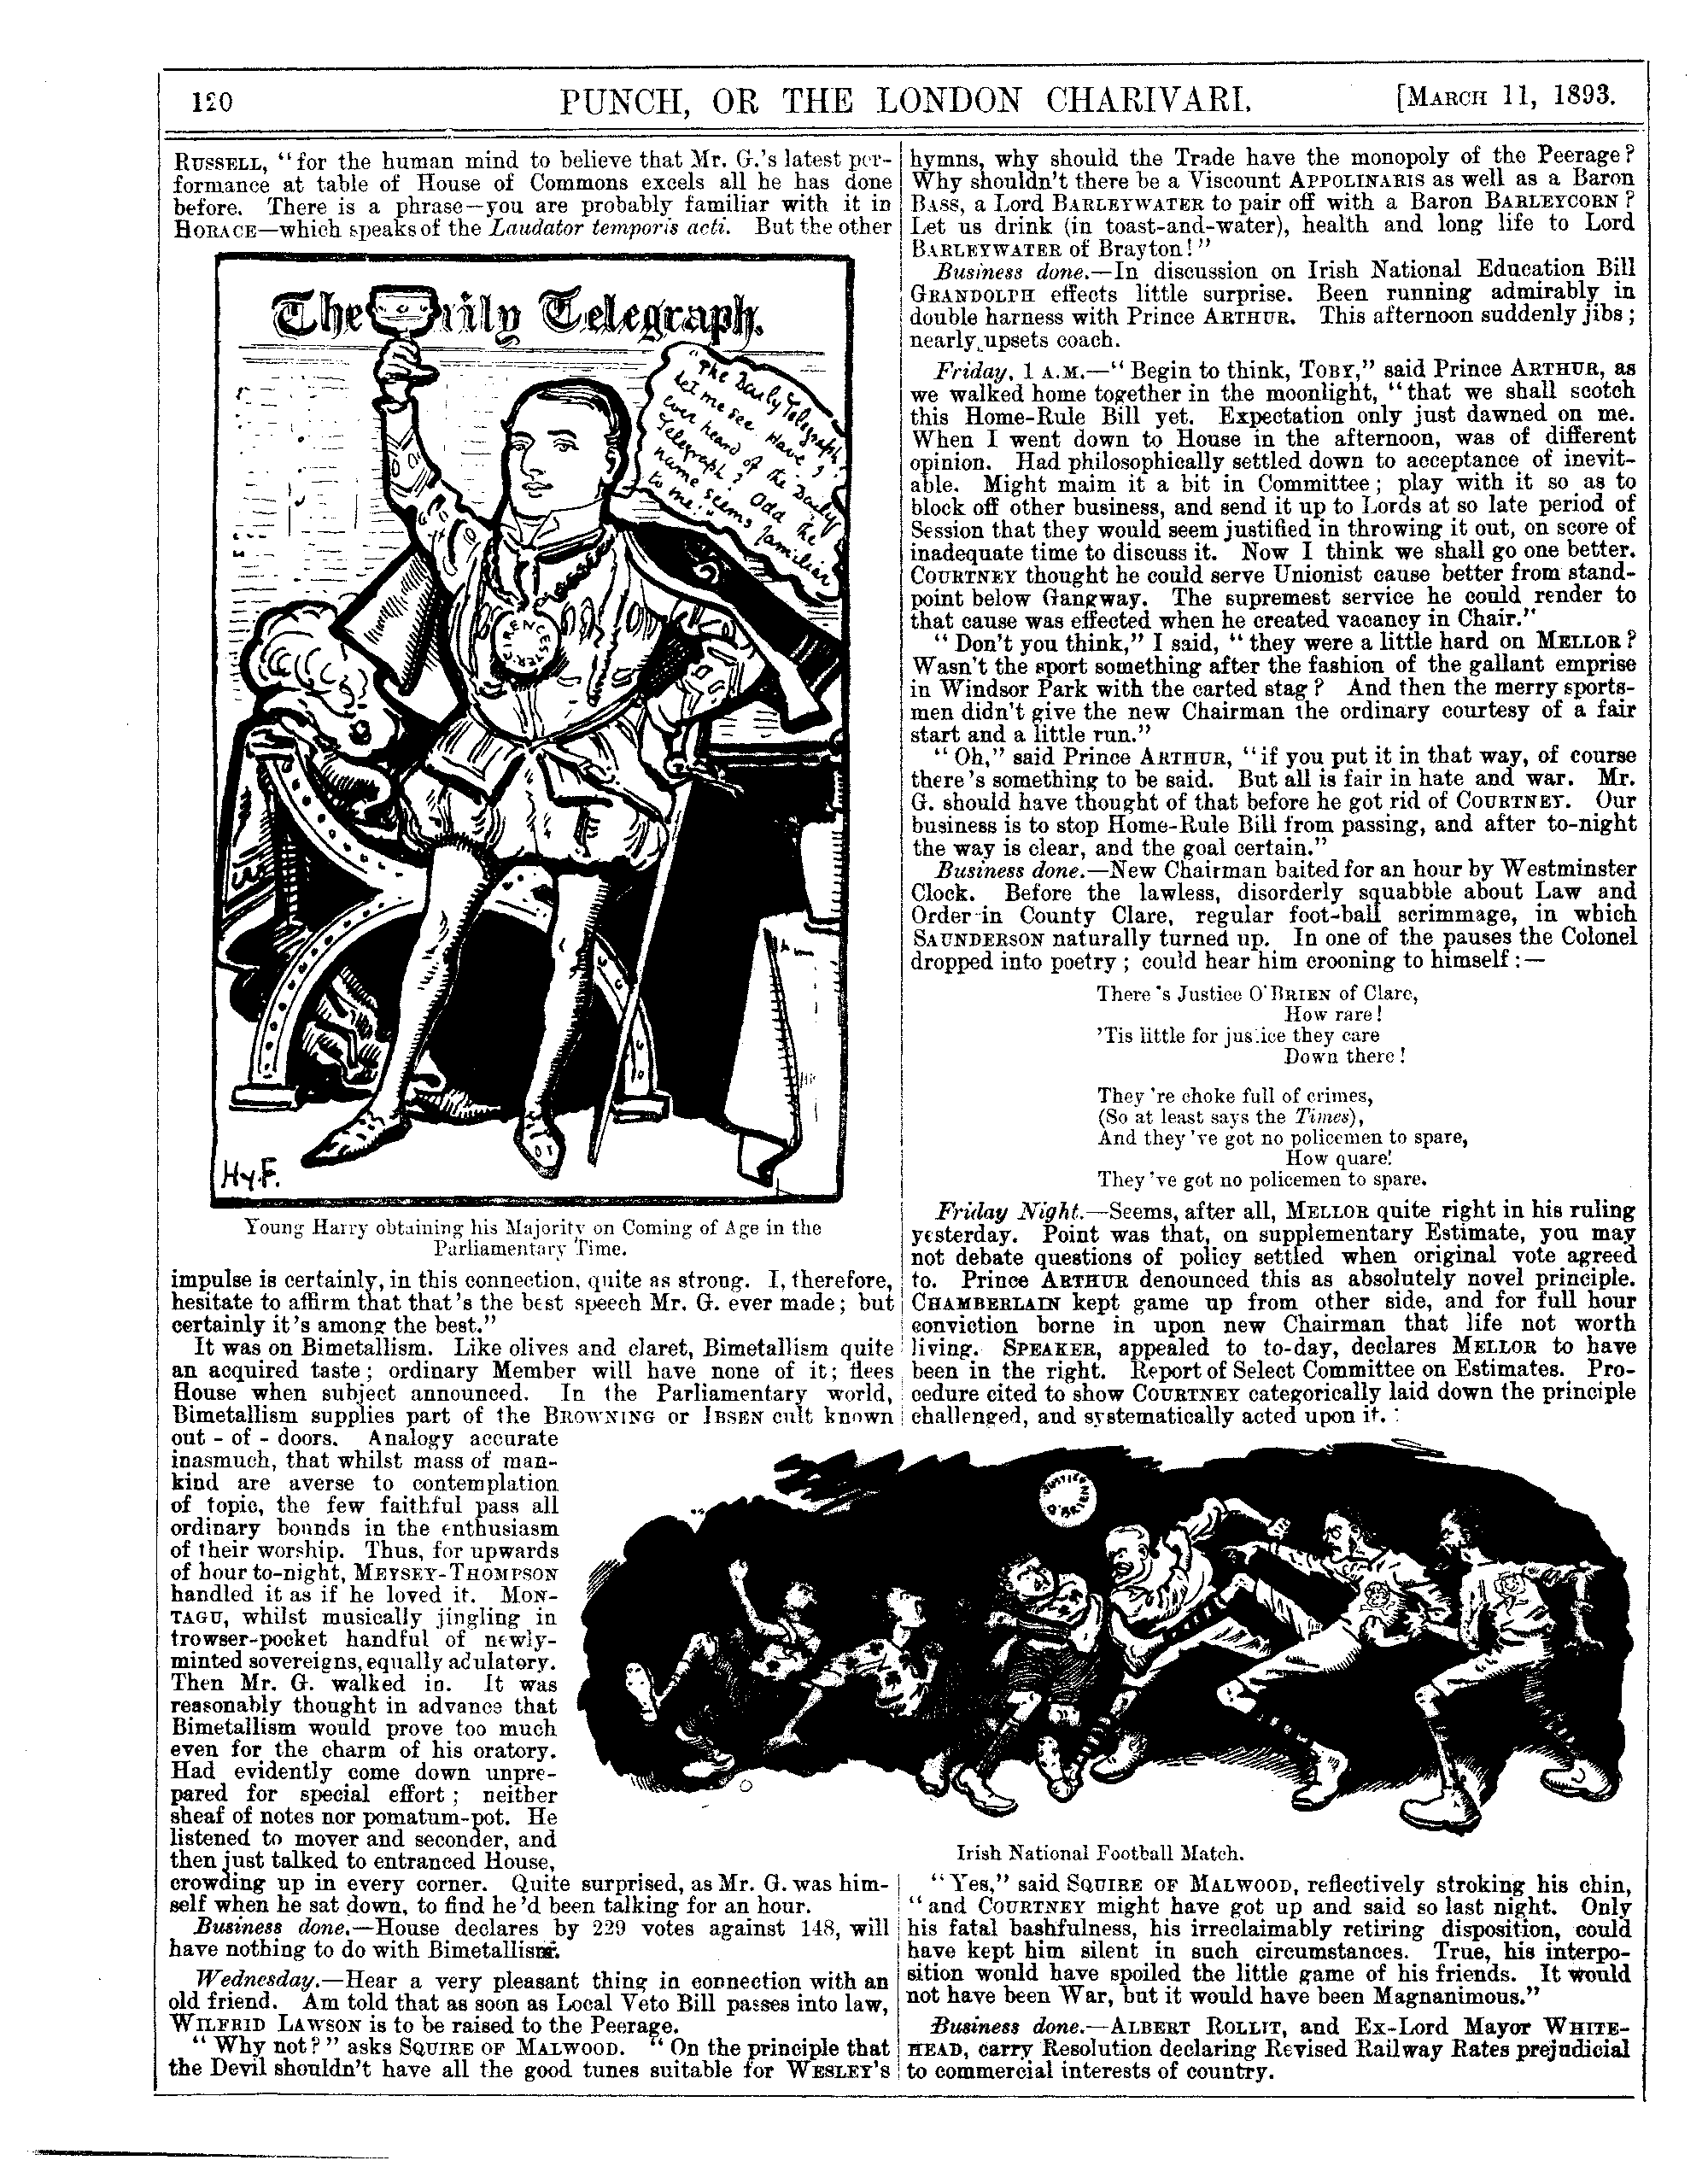 120
PUNCH, OR THE LONDON CHARIVARI.
[MARCH 11, 1893.
RUSSELL, "for the human mind to believe that Mr. G.'s latest per-
formance at table of House of Commons excels all he has done
before. There is a phrase—you are probably familiar with it in
HORACE—which speaks of the Laudator temporis acti. But the other
The Daily Telegraph.
"The Daily Telegraph!
Let me see. Have I
ever heard of the Daily
Telegraph? Odd the
name seems familiar
to me!"
CIRENCESTER
H.y.F.
Young Harry obtaining his Majority on Coming of Age in the
Parliamentary Time.
impulse is certainly, in this connection, quite as strong. I, therefore,
hesitate to affirm that that's the best speech Mr. G. ever made; but
certainly it's among the best."
It was on Bimetallism. Like olives and claret, Bimetallism quite
an acquired taste; ordinary Member will have none of it; flees
House when subject announced. In the Parliamentary world,
Bimetallism supplies part of the BROWNING or IBSEN cult known
out-of-doors. Analogy accurate
inasmuch, that whilst mass of man-
kind are averse to contemplation
of topic, the few faithful pass all
ordinary bounds in the enthusiasm
of their worship. Thus, for upwards
of hour to-night, MEYSEY-THOMPSON
handled it as if he loved it. MON-
TAGU, whilst musically jingling in
trowser-pocket handful of newly-
minted sovereigns, equally adulatory.
Then Mr. G. walked in. It was
reasonably thought in advance that
Bimetallism would prove too much
even for the charm of his oratory.
Had evidently come down unpre-
pared for special effort; neither
sheaf of notes nor pomatum-pot. He
listened to mover and seconder, and
then just talked to entranced House,
crowding up in every corner. Quite surprised, as Mr. G. was him-
self when he sat down, to find he'd been talking for an hour.
Business done.—House declares by 229 votes against 148, will
have nothing to do with Bimetallism.
Wednesday.—Hear a very pleasant thing in connection with an
old friend. Am told that as soon as Local Veto Bill passes into law,
WILFRID LAWSON is to be raised to the Peerage.
"Why not?" asks SQUIRE OF MALWOOD. "On the principle that
the Devil shouldn't have all the good tunes suitable for WESLEY'S
hymns, why should the Trade have the monopoly of the Peerage?
Why shouldn't there be a Viscount APPOLINARIS as well as a Baron
BASS, a Lord BARLEYWATER to pair off with a Baron BARLEYCORN?
Let us drink (in toast-and-water), health and long life to Lord
BARLEYWATER of Brayton!"
Business done.—In discussion on Irish National Education Bill
GRANDOLPH effects little surprise. Been running admirably in
double harness with Prince ARTHUR. This afternoon suddenly jibs;
nearly upsets coach.
Friday, 1 A.M.—"Begin to think, TOBY," said Prince ARTHUR, as
we walked home together in the moonlight, "that we shall scotch
this Home-Rule Bill yet. Expectation only just dawned on me.
When I went down to House in the afternoon, was of different
opinion. Had philosophically settled down to acceptance of inevit-
able. Might maim it a bit in Committee; play with it so as to
block off other business, and send it up to Lords at so late period of
Session that they would seem justified in throwing it out, on score of
inadequate time to discuss it. Now I think we shall go one better.
COURTNEY thought he could serve Unionist cause better from stand-
point below Gangway. The supremest service he could render to
that cause was effected when he created vacancy in Chair."
"Don't you think," I said, "they were a little hard on MELLOR?
Wasn't the sport something after the fashion of the gallant emprise
in Windsor Park with the carted stag? And then the merry sports-
men didn't give the new Chairman the ordinary courtesy of a fair
start and a little run."
"Oh," said Prince ARTHUR, "if you put it in that way, of course
there's something to be said. But all is fair in hate and war. Mr.
G. should have thought of that before he got rid of COURTNEY. Our
business is to stop Home-Rule Bill from passing, and after to-night
the way is clear, and the goal certain."
Business done.—New Chairman baited for an hour by Westminster
Clock. Before the lawless, disorderly squabble about Law and
Order in County Clare, regular foot-ball scrimmage, in which
SAUNDERSON naturally turned up. In one of the pauses the Colonel
dropped into poetry; could hear him crooning to himself:—
There's Justice O'BRIEN of Clare,
How rare!
'Tis little for justice they care
Down there!
They're choke full of crimes,
(So at least says the Times),
And they've got no policemen to spare,
How quare!
They've got no policemen to spare.
Friday Night.—Seems, after all, MELLOR quite right in his ruling
yesterday. Point was that, on supplementary Estimate, you may
not debate questions of policy settled when original vote agreed
to. Prince ARTHUR denounced this as absolutely novel principle.
CHAMBERLAIN kept game up from other side, and for full hour
conviction borne in upon new Chairman that life not worth
living. SPEAKER, appealed to to-day, declares MELLOR to have
been in the right. Report of Select Committee on Estimates. Pro-
cedure cited to show COURTNEY categorically laid down the principle
challenged, and systematically acted upon it.
JUSTICE O'BRIEN
Irish National Football Match.
"Yes," said SQUIRE OF MALWOOD, reflectively stroking his chin,
"and COURTNEY might have got up and said so last night. Only
his fatal bashfulness, his irreclaimably retiring disposition, could
have kept him silent in such circumstances. True, his interpo-
sition would have spoiled the little game of his friends. It would
not have been War, but it would have been Magnanimous."
Business done.—ALBERT ROLLIT, and Ex-Lord Mayor WHITE-
HEAD, carry Resolution declaring Revised Railway Rates prejudicial
to commercial interests of country.